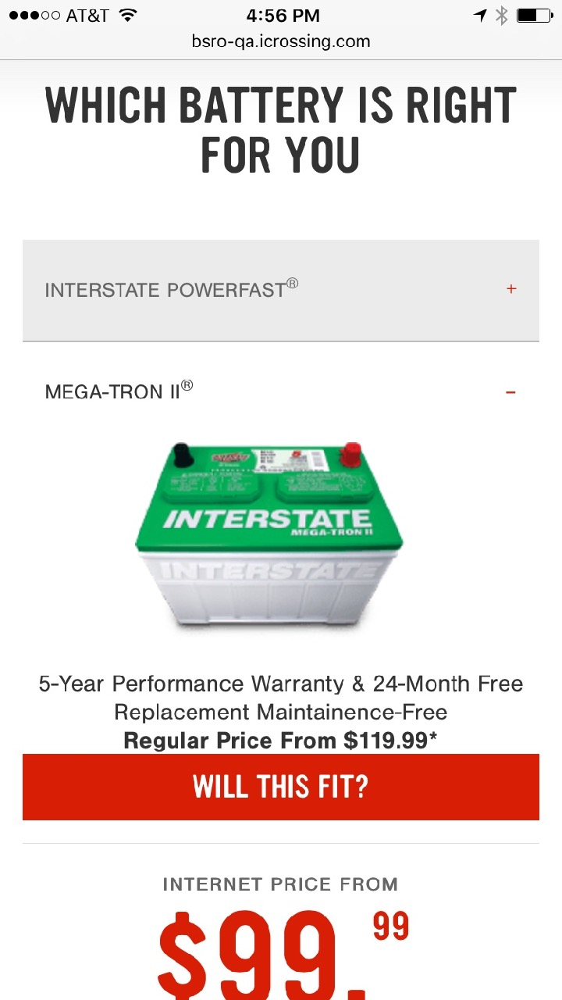 AT&T 4:56 PM
bsro-qa.icrossing.com
WHICH BATTERY IS RIGHT
FOR YOU
INTERSTATE POWERFAST®
+
MEGA-TRON II®
–
INTERSTATE
MEGA-TRON II
INTERSTATE
5-Year Performance Warranty & 24-Month Free
Replacement Maintainence-Free
Regular Price From $119.99*
WILL THIS FIT?
INTERNET PRICE FROM
$99.99